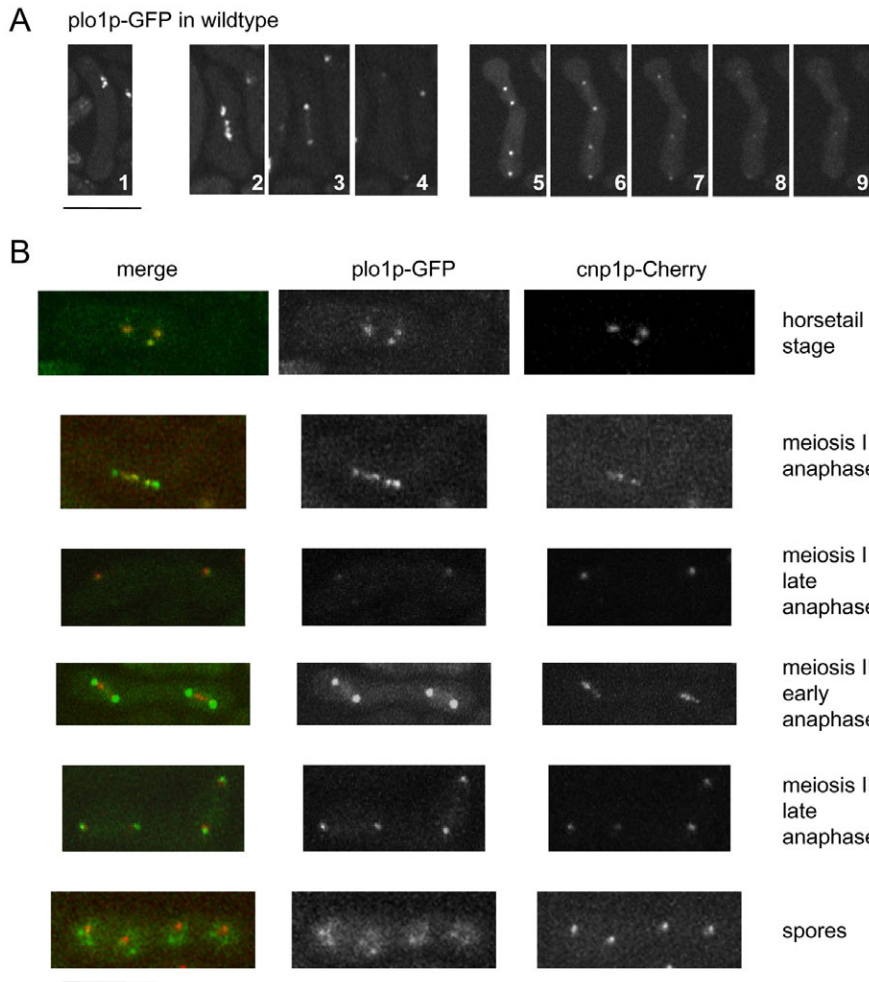 A
plo1p-GFP in wildtype
1
2
3
4
5
6
7
8
9
B
merge
plo1p-GFP
cnp1p-Cherry
horsetail
stage
meiosis I
anaphase
meiosis I
late
anaphase
meiosis II
early
anaphase
meiosis II
late
anaphase
spores